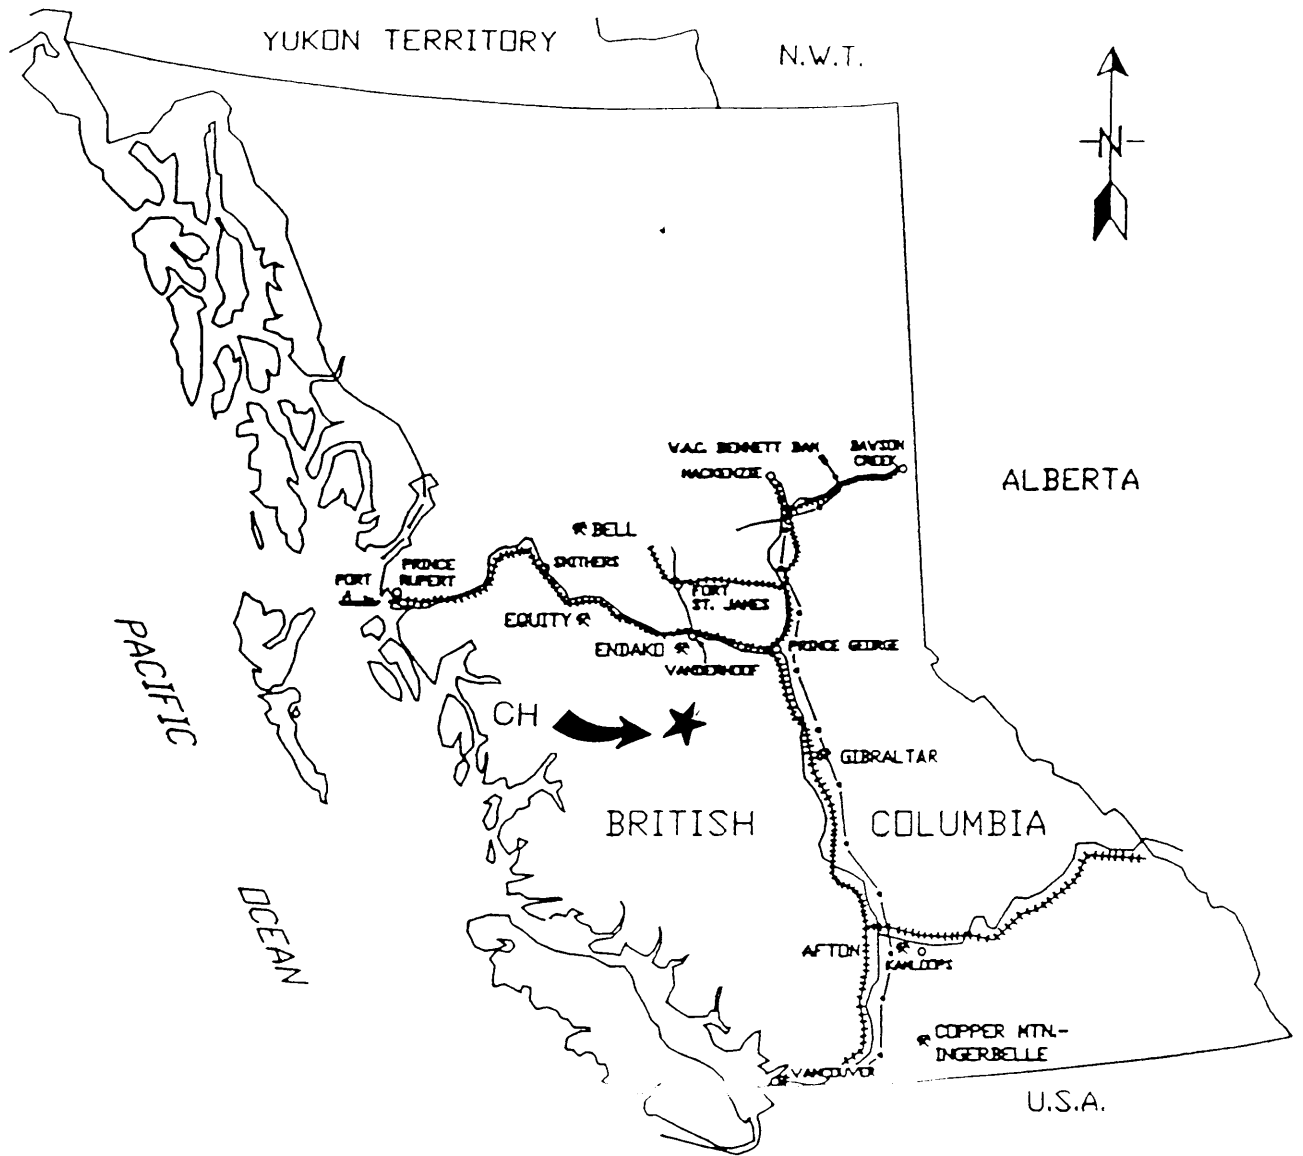 YUKON TERRITORY
N.W.T.
N
W.A.C. BENNETT DAM
DAWSON
CREEK
MACKENZIE
ALBERTA
BELL
SMITHERS
PRINCE
RUPERT
PORT
FORT
ST. JAMES
EQUITY
ENDAKO
PRINCE GEORGE
VANDERHOOF
PACIFIC
CH
GIBRALTAR
BRITISH COLUMBIA
OCEAN
AFTON
KAMLOOPS
COPPER MTN.-
INGERBELLE
VANCOUVER
U.S.A.